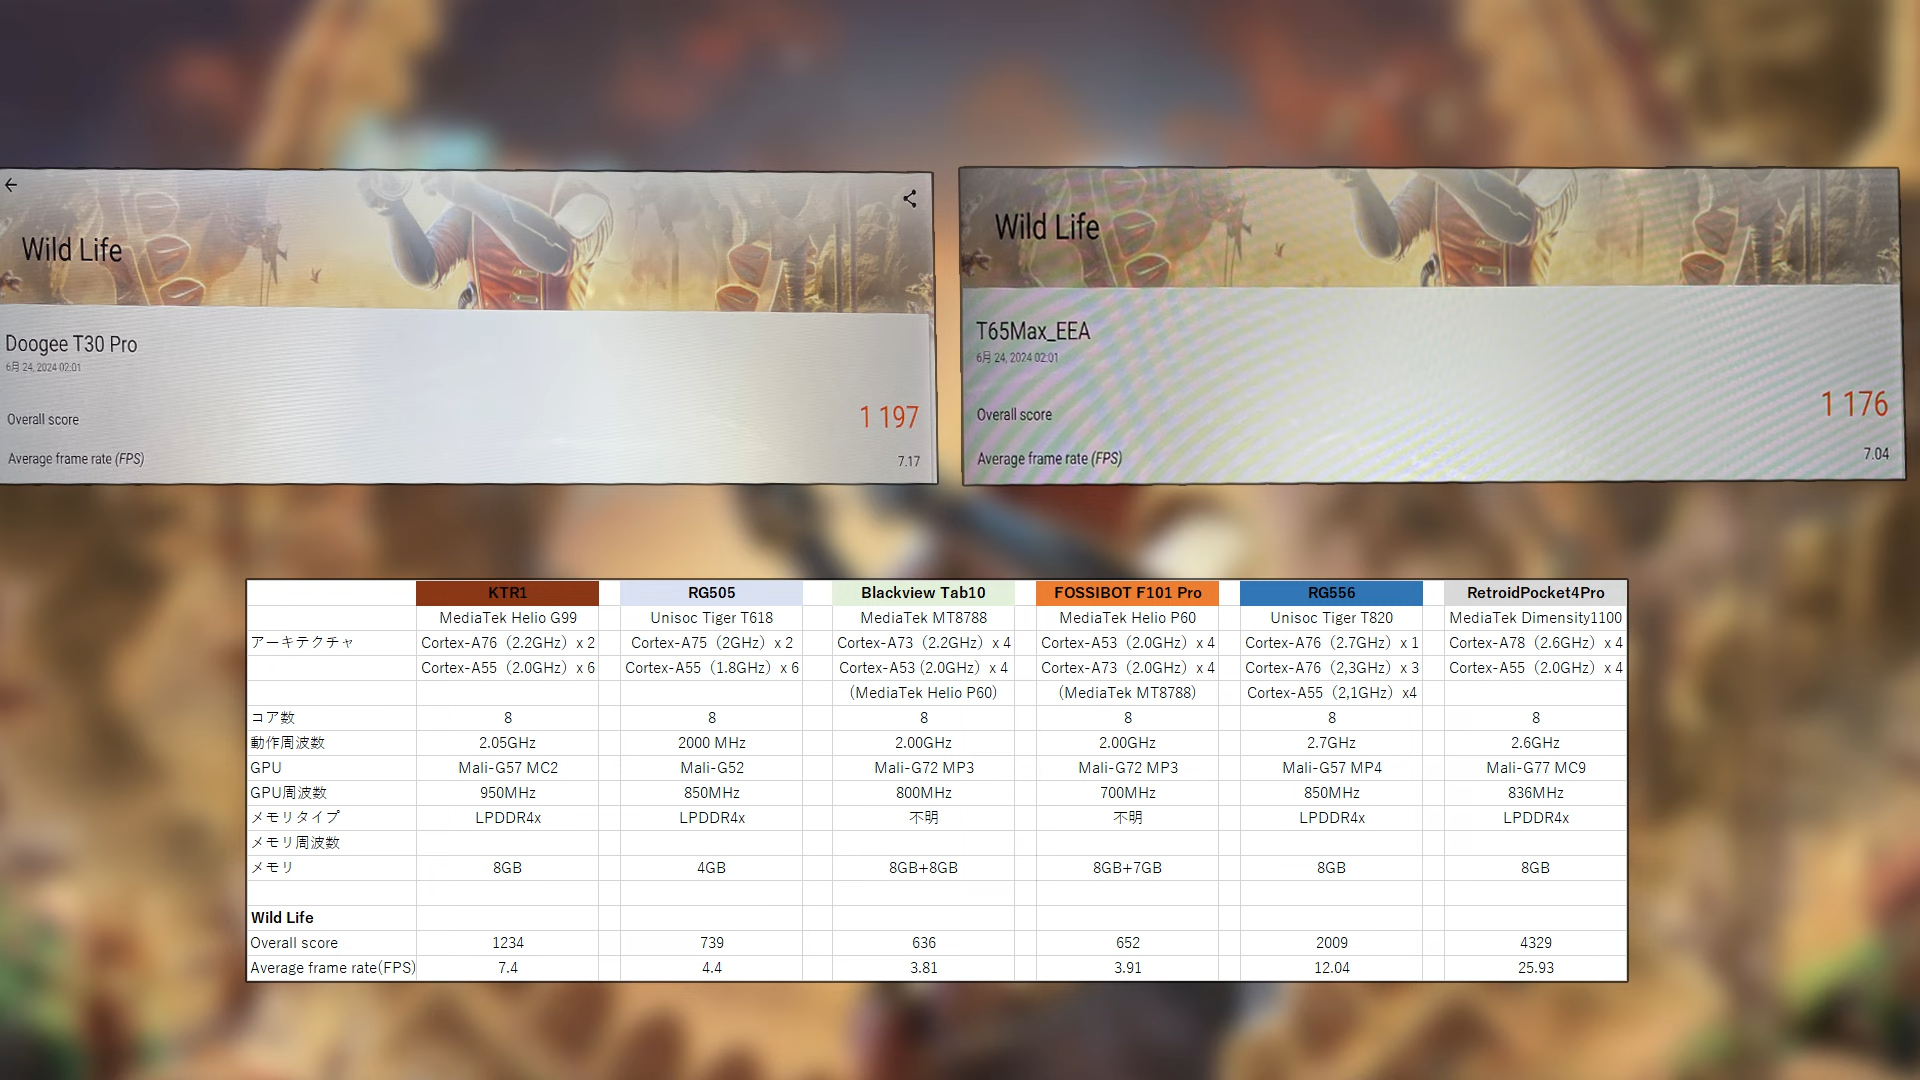 Wild Life
Doogee T30 Pro
6月 24, 2024 02:01
Overall score
1 197
Average frame rate (FPS)
7.17
Wild Life
T65Max_EEA
6月 24, 2024 02:01
Overall score
1 176
Average frame rate (FPS)
7.04
KTR1 RG505 Blackview Tab10 FOSSIBOT F101 Pro RG556 RetroidPocket4Pro
MediaTek Helio G99 Unisoc Tiger T618 MediaTek MT8788 MediaTek Helio P60 Unisoc Tiger T820 MediaTek Dimensity1100
アーキテクチャ Cortex-A76（2.2GHz）x 2 Cortex-A75（2GHz）x 2 Cortex-A73（2.2GHz）x 4 Cortex-A53（2.0GHz）x 4 Cortex-A76（2.7GHz）x 1 Cortex-A78（2.6GHz）x 4
Cortex-A55（2.0GHz）x 6 Cortex-A55（1.8GHz）x 6 Cortex-A53 (2.0GHz）x 4 Cortex-A73（2.0GHz）x 4 Cortex-A76（2,3GHz）x 3 Cortex-A55（2.0GHz）x 4
(MediaTek Helio P60) (MediaTek MT8788) Cortex-A55（2,1GHz）x4
コア数 8 8 8 8 8 8
動作周波数 2.05GHz 2000 MHz 2.00GHz 2.00GHz 2.7GHz 2.6GHz
GPU Mali-G57 MC2 Mali-G52 Mali-G72 MP3 Mali-G72 MP3 Mali-G57 MP4 Mali-G77 MC9
GPU周波数 950MHz 850MHz 800MHz 700MHz 850MHz 836MHz
メモリタイプ LPDDR4x LPDDR4x 不明 不明 LPDDR4x LPDDR4x
メモリ周波数
メモリ 8GB 4GB 8GB+8GB 8GB+7GB 8GB 8GB
Wild Life
Overall score 1234 739 636 652 2009 4329
Average frame rate(FPS) 7.4 4.4 3.81 3.91 12.04 25.93